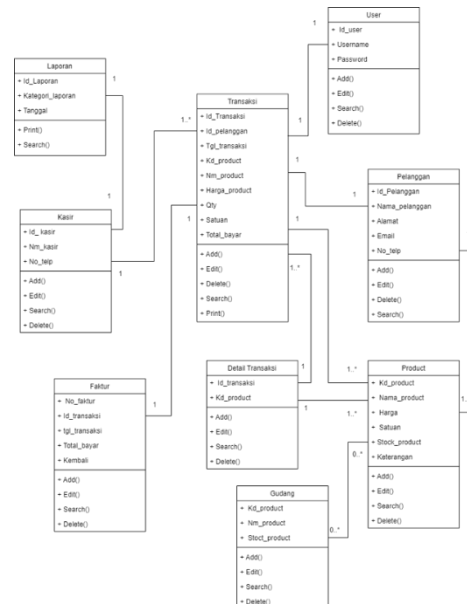 User
+ Id_user
+ Username
+ Password
+ Add()
+ Edit()
+ Search()
+ Delete()
1
1
Laporan
+ Id_Laporan
+ Kategori_laporan
+ Tanggal
+ Print()
+ Search()
1
1
Transaksi
+ Id_Transaksi
+ Id_pelanggan
+ Tgl_transaksi
+ Kd_product
+ Nm_product
+ Harga_product
+ Qty
+ Satuan
+ Total_bayar
+ Add()
+ Edit()
+ Delete()
+ Search()
+ Print()
1..*
1
1
1
1..*
Pelanggan
+ Id_Pelanggan
+ Nama_pelanggan
+ Alamat
+ Email
+ No_telp
+ Add()
+ Edit()
+ Delete()
+ Search()
1
Kasir
+ Id_ kasir
+ Nm_kasir
+ No_telp
+ Add()
+ Edit()
+ Search()
+ Delete()
1
Detail Transaksi
+ Id_transaksi
+ Kd_product
+ Add()
+ Edit()
+ Search()
+ Delete()
1
1
Product
+ Kd_product
+ Nama_product
+ Harga
+ Satuan
+ Stock_product
+ Keterangan
+ Add()
+ Edit()
+ Search()
+ Delete()
1..*
1..*
0..*
Faktur
+ No_faktur
+ Id_transaksi
+ tgl_transaksi
+ Total_bayar
+ Kembali
+ Add()
+ Edit()
+ Search()
+ Delete()
1
Gudang
+ Kd_product
+ Nm_product
+ Stoct_product
+ Add()
+ Edit()
+ Search()
+ Delete()
0..*